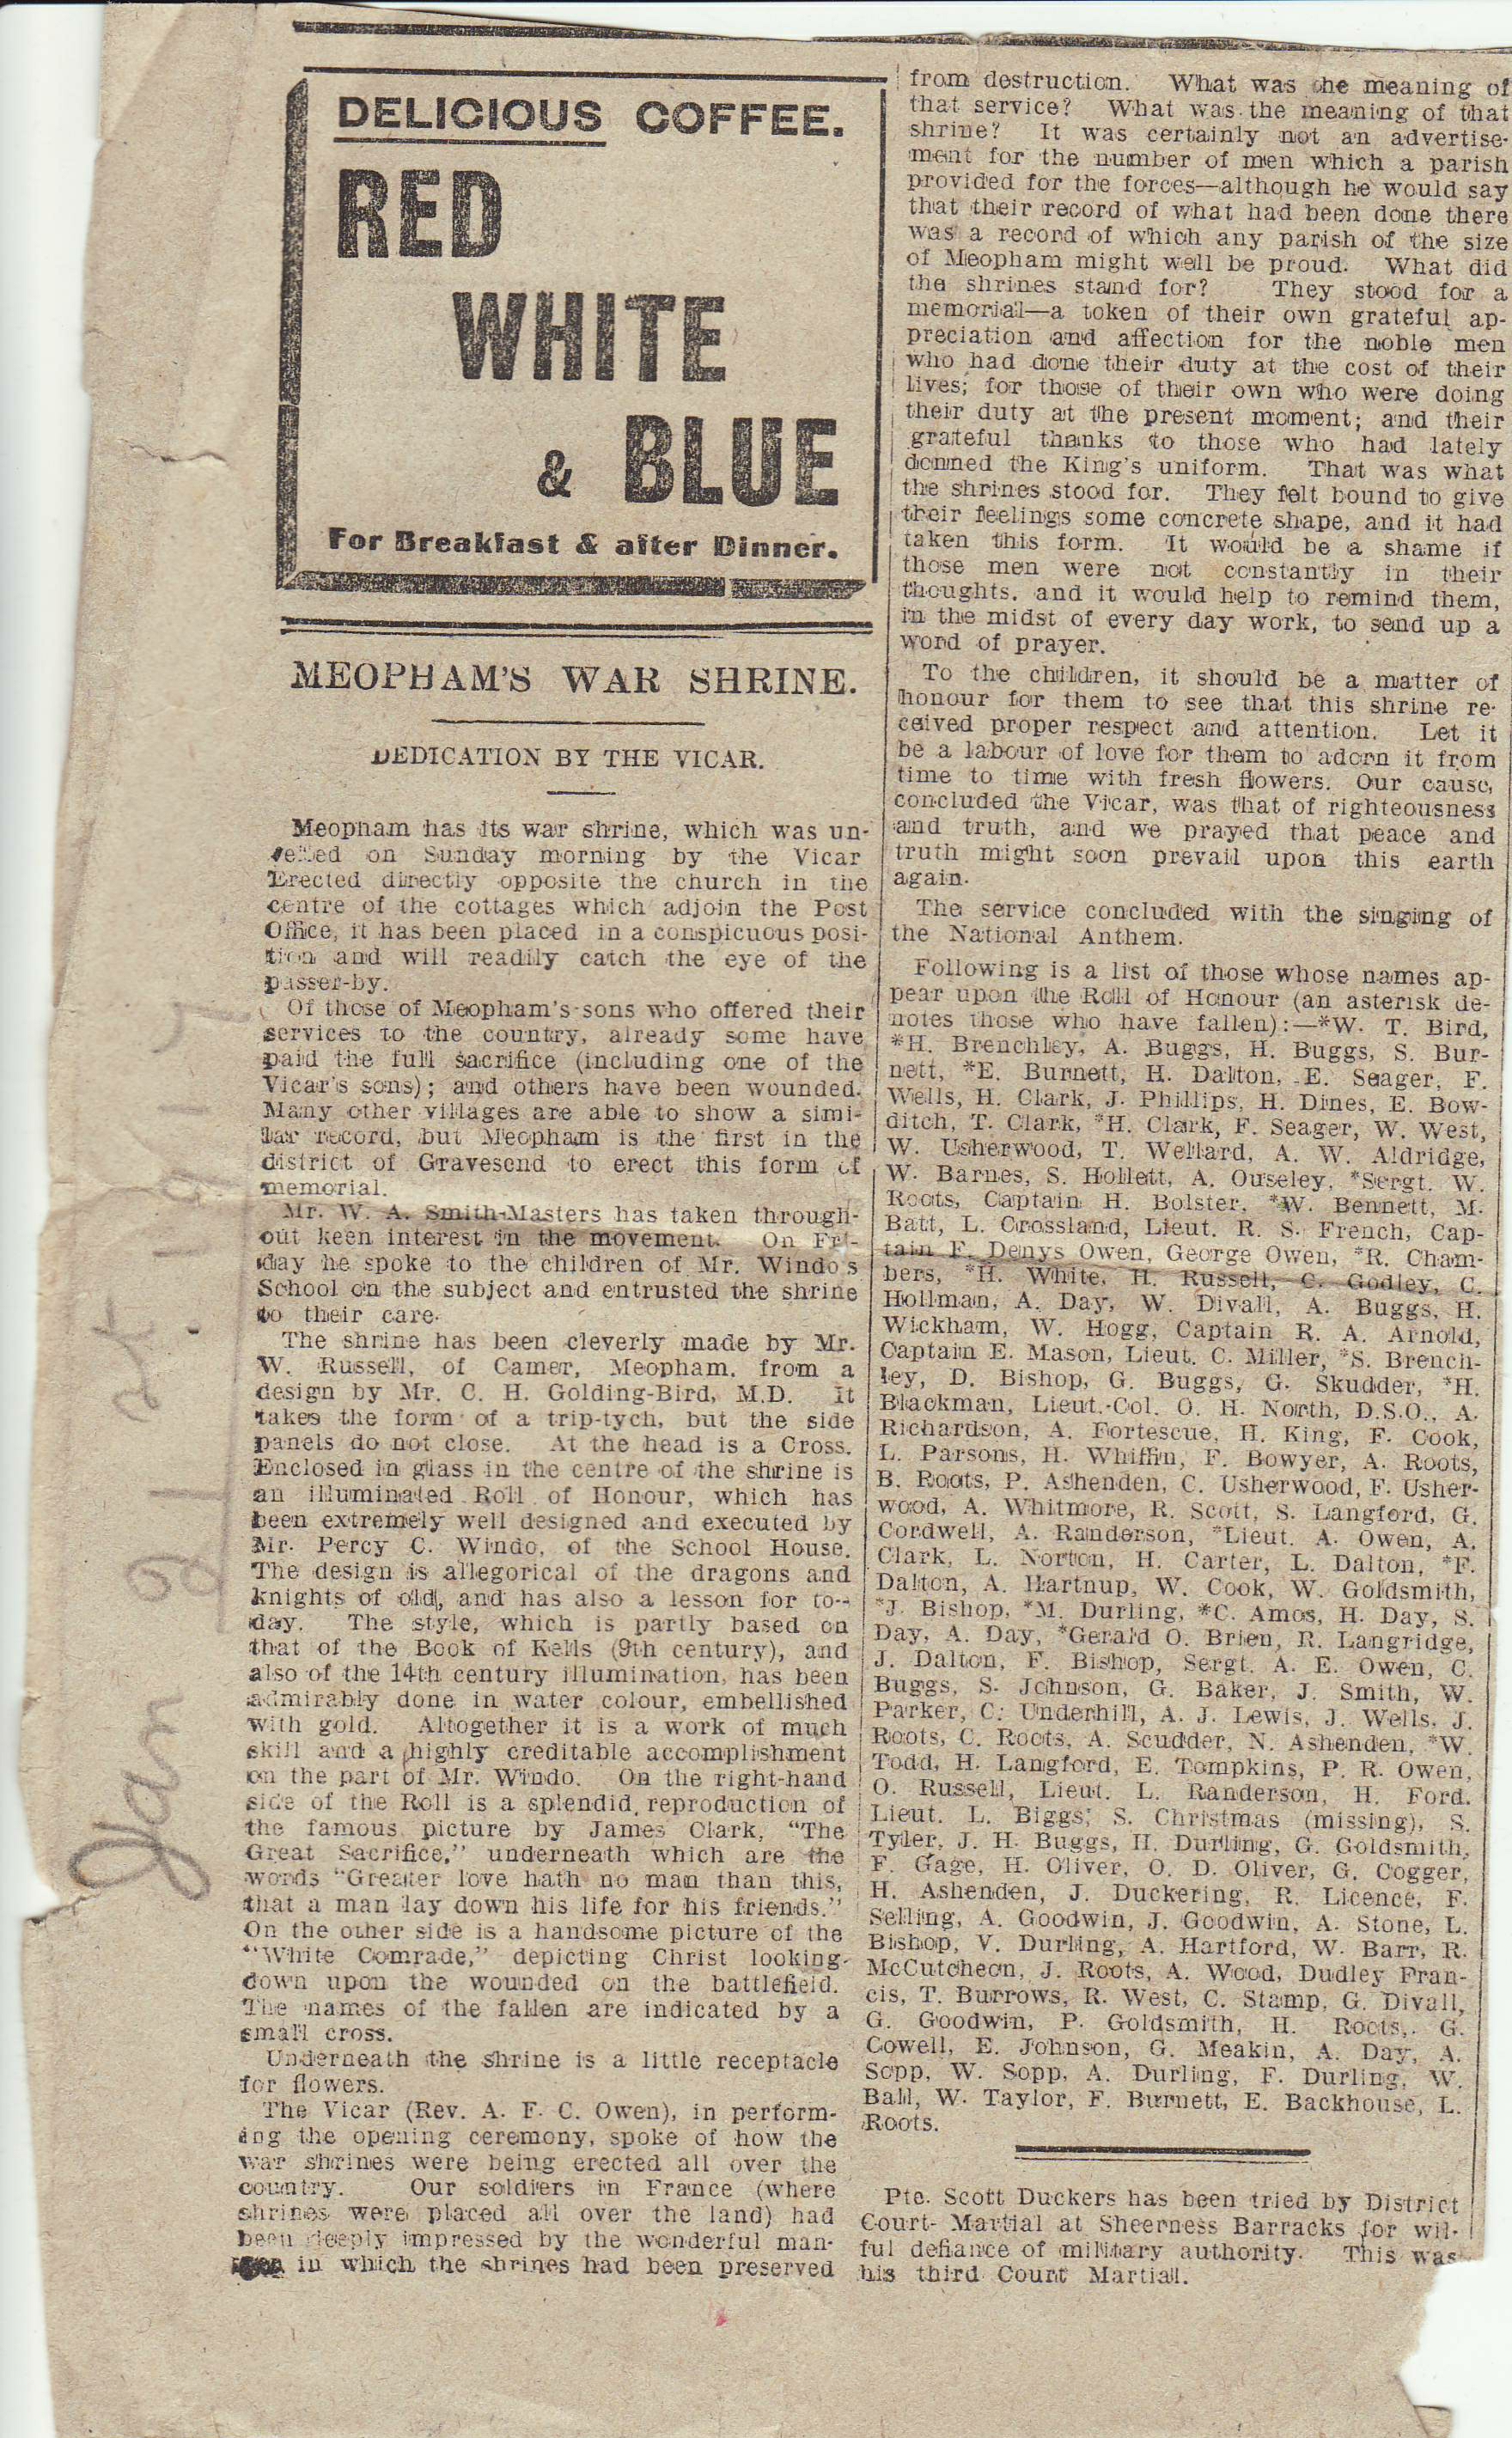 DELICIOUS COFFEE.
RED
WHITE
& BLUE
For Breakfast & after Dinner.
MEOPHAM'S WAR SHRINE.
DEDICATION BY THE VICAR.
Meopham has its war shrine, which was un-
veiled on Sunday morning by the Vicar
Erected directly opposite the church in the
centre of the cottages which adjoin the Post
Office, it has been placed in a conspicuous posi-
tion and will readily catch the eye of the
passer-by.
Of those of Meopham's sons who offered their
services to the country, already some have
paid the full sacrifice (including one of the
Vicar's sons); and others have been wounded.
Many other villages are able to show a simi-
lar record, but Meopham is the first in the
district of Gravesend to erect this form of
memorial.
Mr. W. A. Smith-Masters has taken through-
out keen interest in the movement. On Fri-
day he spoke to the children of Mr. Windo's
School on the subject and entrusted the shrine
to their care.
The shrine has been cleverly made by Mr.
W. Russell, of Camer, Meopham, from a
design by Mr. C. H. Golding-Bird, M.D. It
takes the form of a trip-tych, but the side
panels do not close. At the head is a Cross.
Enclosed in glass in the centre of the shrine is
an illuminated Roll of Honour, which has
been extremely well designed and executed by
Mr. Percy C. Windo, of the School House.
The design is allegorical of the dragons and
knights of old, and has also a lesson for to-
day. The style, which is partly based on
that of the Book of Kells (9th century), and
also of the 14th century illumination, has been
admirably done in water colour, embellished
with gold. Altogether it is a work of much
skill and a highly creditable accomplishment
on the part of Mr. Windo. On the right-hand
side of the Roll is a splendid reproduction of
the famous picture by James Clark, "The
Great Sacrifice," underneath which are the
words "Greater love hath no man than this,
that a man lay down his life for his friends."
On the other side is a handsome picture of the
"White Comrade," depicting Christ looking
down upon the wounded on the battlefield.
The names of the fallen are indicated by a
small cross.
Underneath the shrine is a little receptacle
for flowers.
The Vicar (Rev. A. F. C. Owen), in perform-
ing the opening ceremony, spoke of how the
war shrines were being erected all over the
country. Our soldiers in France (where
shrines were placed all over the land) had
been deeply impressed by the wonderful man-
in which the shrines had been preserved
from destruction. What was the meaning of
that service? What was the meaning of that
shrine? It was certainly not an advertise-
ment for the number of men which a parish
provided for the forces—although he would say
that their record of what had been done there
was a record of which any parish of the size
of Meopham might well be proud. What did
the shrines stand for? They stood for a
memorial—a token of their own grateful ap-
preciation and affection for the noble men
who had done their duty at the cost of their
lives; for those of their own who were doing
their duty at the present moment; and their
grateful thanks to those who had lately
donned the King's uniform. That was what
the shrines stood for. They felt bound to give
their feelings some concrete shape, and it had
taken this form. It would be a shame if
those men were not constantly in their
thoughts, and it would help to remind them,
in the midst of every day work, to send up a
word of prayer.
To the children, it should be a matter of
honour for them to see that this shrine re-
ceived proper respect and attention. Let it
be a labour of love for them to adorn it from
time to time with fresh flowers. Our cause,
concluded the Vicar, was that of righteousness
and truth, and we prayed that peace and
truth might soon prevail upon this earth
again.
The service concluded with the singing of
the National Anthem.
Following is a list of those whose names ap-
pear upon the Roll of Honour (an asterisk de-
notes those who have fallen):—*W. T. Bird,
*H. Brenchley, A. Buggs, H. Buggs, S. Bur-
nett, *E. Burnett, H. Dalton, E. Seager, F.
Wells, H. Clark, J. Phillips, H. Dines, E. Bow-
ditch, T. Clark, *H. Clark, F. Seager, W. West,
W. Usherwood, T. Wellard, A. W. Aldridge,
W. Barnes, S. Hollett, A. Ouseley, *Sergt. W.
Roots, Captain H. Bolster, *W. Bennett, M.
Batt, L. Crossland, Lieut. R. S. French, Cap-
tain F. Denys Owen, George Owen, *R. Cham-
bers, *H. White, H. Russell, C. Godley, C.
Hollman, A. Day, W. Divall, A. Buggs, H.
Wickham, W. Hogg, Captain R. A. Arnold,
Captain E. Mason, Lieut. C. Miller, *S. Brench-
ley, D. Bishop, G. Buggs, G. Skudder, *H.
Blackman, Lieut.-Col. O. H. North, D.S.O., A.
Richardson, A. Fortescue, H. King, F. Cook,
L. Parsons, H. Whiffin, F. Bowyer, A. Roots,
B. Roots, P. Ashenden, C. Usherwood, F. Usher-
wood, A. Whitmore, R. Scott, S. Langford, G.
Cordwell, A. Randerson, *Lieut. A. Owen, A.
Clark, L. Norton, H. Carter, L. Dalton, *F.
Dalton, A. Hartnup, W. Cook, W. Goldsmith,
*J. Bishop, *M. Durling, *C. Amos, H. Day, S.
Day, A. Day, *Gerald O. Brien, R. Langridge,
J. Dalton, F. Bishop, Sergt. A. E. Owen, C.
Buggs, S. Johnson, G. Baker, J. Smith, W.
Parker, C. Underhill, A. J. Lewis, J. Wells, J.
Roots, C. Roots, A. Scudder, N. Ashenden, *W.
Todd, H. Langford, E. Tompkins, P. R. Owen,
O. Russell, Lieut. L. Randerson, H. Ford.
Lieut. L. Biggs, S. Christmas (missing), S.
Tyler, J. H. Buggs, H. Durling, G. Goldsmith,
F. Gage, H. Oliver, O. D. Oliver, G. Cogger,
H. Ashenden, J. Duckering, R. Licence, F.
Selling, A. Goodwin, J. Goodwin, A. Stone, L.
Bishop, V. Durling, A. Hartford, W. Barr, R.
McCutcheon, J. Roots, A. Wood, Dudley Fran-
cis, T. Burrows, R. West, C. Stamp, G. Divall,
G. Goodwin, P. Goldsmith, H. Roots, G.
Cowell, E. Johnson, G. Meakin, A. Day, A.
Sopp, W. Sopp, A. Durling, F. Durling, W.
Ball, W. Taylor, F. Burnett, E. Backhouse, L.
Roots.
Pte. Scott Duckers has been tried by District
Court-Martial at Sheerness Barracks for wil-
ful defiance of military authority. This was
his third Court Martial.
Jan 21st 1917